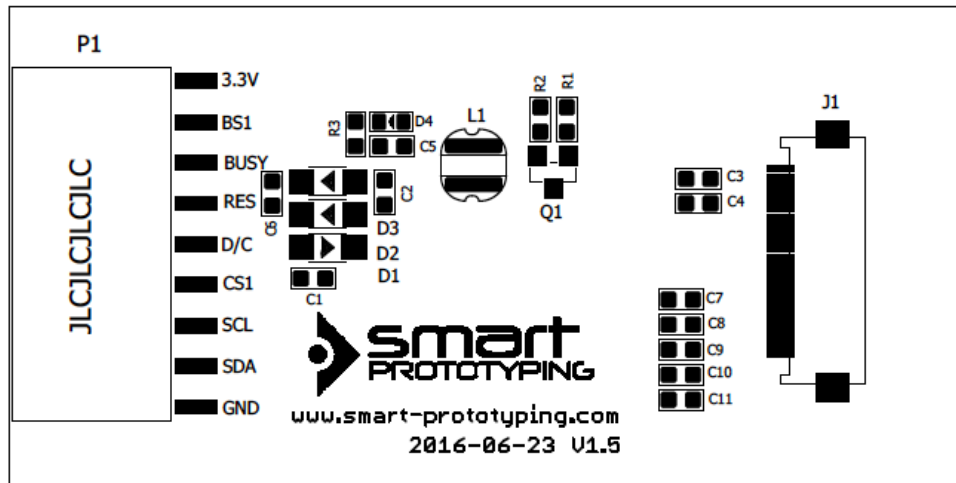 P1
JLCJLCJLCJLC
3.3V
BS1
BUSY
RES
D/C
CS1
SCL
SDA
GND
R3
D4
C5
L1
R2
R1
Q1
J1
C6
C2
D3
D2
D1
C1
C3
C4
C7
C8
C9
C10
C11
smart
PROTOTYPING
www.smart-prototyping.com
2016-06-23 V1.5